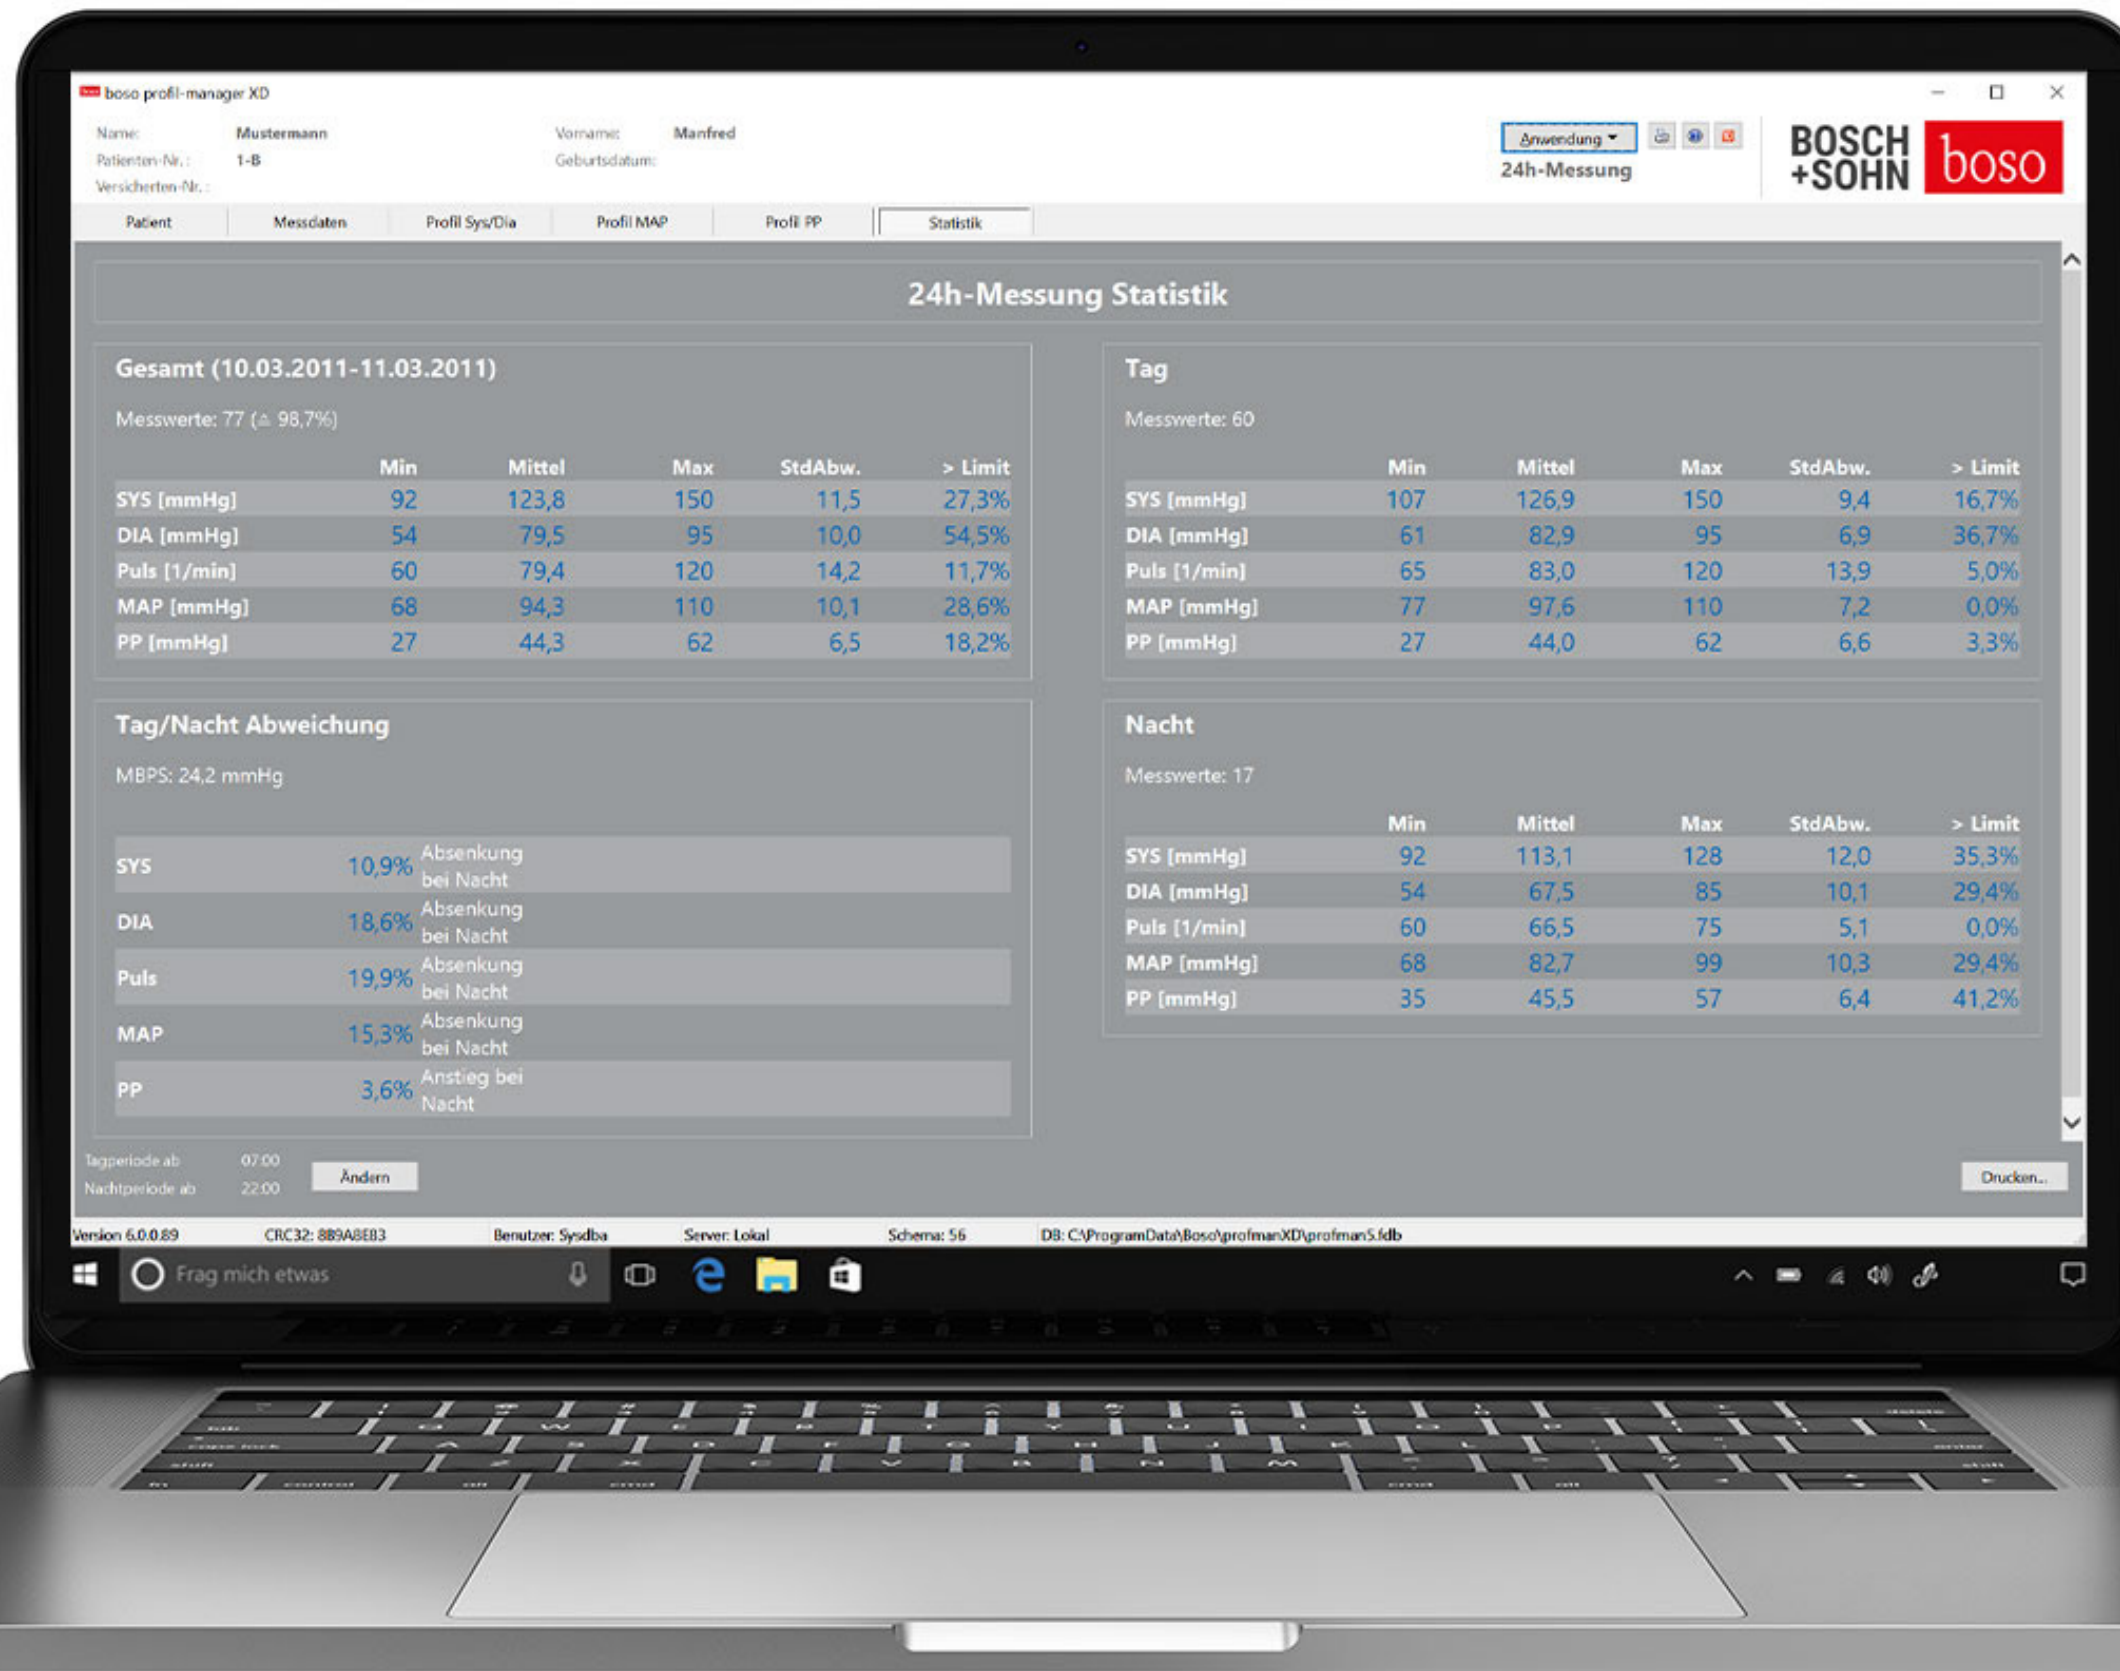 boso boso profil-manager XD
Name: Mustermann Vorname: Manfred
Patienten-Nr.: 1-B Geburtsdatum:
Versicherten-Nr.:
Anwendung
24h-Messung
BOSCH
+SOHN
boso
Patient Messdaten Profil Sys/Dia Profil MAP Profil PP Statistik
24h-Messung Statistik
Gesamt (10.03.2011-11.03.2011)
Messwerte: 77 (≙ 98,7%)
Min Mittel Max StdAbw. > Limit
SYS [mmHg] 92 123,8 150 11,5 27,3%
DIA [mmHg] 54 79,5 95 10,0 54,5%
Puls [1/min] 60 79,4 120 14,2 11,7%
MAP [mmHg] 68 94,3 110 10,1 28,6%
PP [mmHg] 27 44,3 62 6,5 18,2%
Tag
Messwerte: 60
Min Mittel Max StdAbw. > Limit
SYS [mmHg] 107 126,9 150 9,4 16,7%
DIA [mmHg] 61 82,9 95 6,9 36,7%
Puls [1/min] 65 83,0 120 13,9 5,0%
MAP [mmHg] 77 97,6 110 7,2 0,0%
PP [mmHg] 27 44,0 62 6,6 3,3%
Tag/Nacht Abweichung
MBPS: 24,2 mmHg
SYS 10,9% Absenkung
bei Nacht
DIA 18,6% Absenkung
bei Nacht
Puls 19,9% Absenkung
bei Nacht
MAP 15,3% Absenkung
bei Nacht
PP 3,6% Anstieg bei
Nacht
Nacht
Messwerte: 17
Min Mittel Max StdAbw. > Limit
SYS [mmHg] 92 113,1 128 12,0 35,3%
DIA [mmHg] 54 67,5 85 10,1 29,4%
Puls [1/min] 60 66,5 75 5,1 0,0%
MAP [mmHg] 68 82,7 99 10,3 29,4%
PP [mmHg] 35 45,5 57 6,4 41,2%
Tagperiode ab 07:00
Nachtperiode ab 22:00
Ändern
Drucken...
Version 6.0.0.89 CRC32: 8B9A8E83 Benutzer: Sysdba Server: Lokal Schema: 56 DB: C:\ProgramData\Boso\profmanXD\profman5.fdb
Frag mich etwas